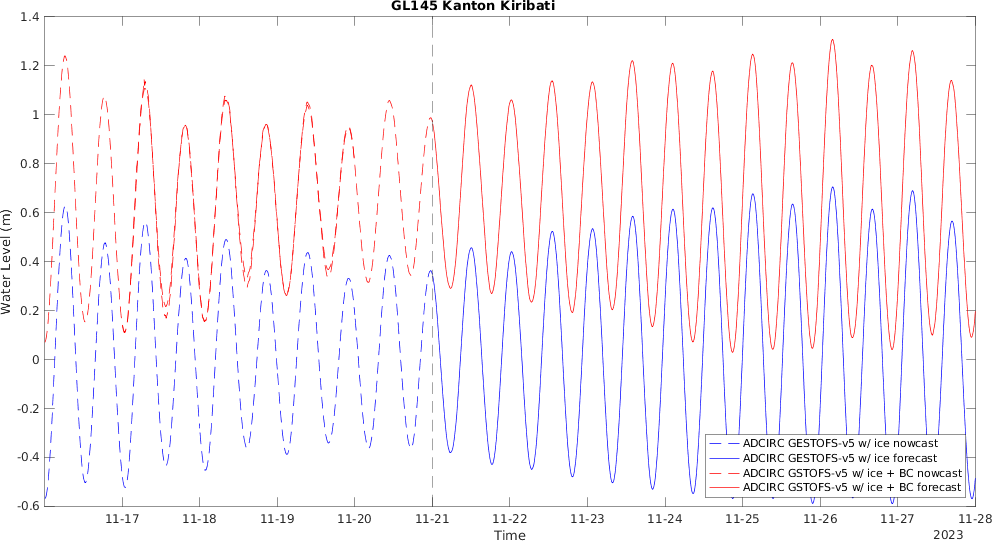 GL145 Kanton Kiribati
1.4
1.2
1
0.8
0.6
0.4
0.2
0
-0.2
-0.4
-0.6
Water Level (m)
ADCIRC GESTOFS-v5 w/ ice nowcast
ADCIRC GESTOFS-v5 w/ ice forecast
ADCIRC GSTOFS-v5 w/ ice + BC nowcast
ADCIRC GSTOFS-v5 w/ ice + BC forecast
11-17 11-18 11-19 11-20 11-21 11-22 11-23 11-24 11-25 11-26 11-27 11-28
Time
2023